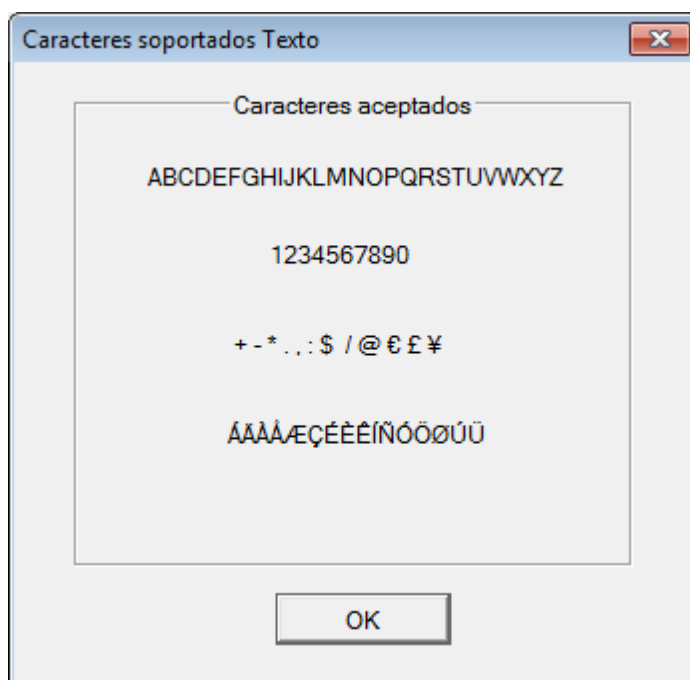 Caracteres soportados Texto
Caracteres aceptados
ABCDEFGHIJKLMNOPQRSTUVWXYZ
1234567890
+ - * . , : $ / @ € £ ¥
ÁÄÀÅÆÇÉÈÊÍÑÓÖØÚÜ
OK